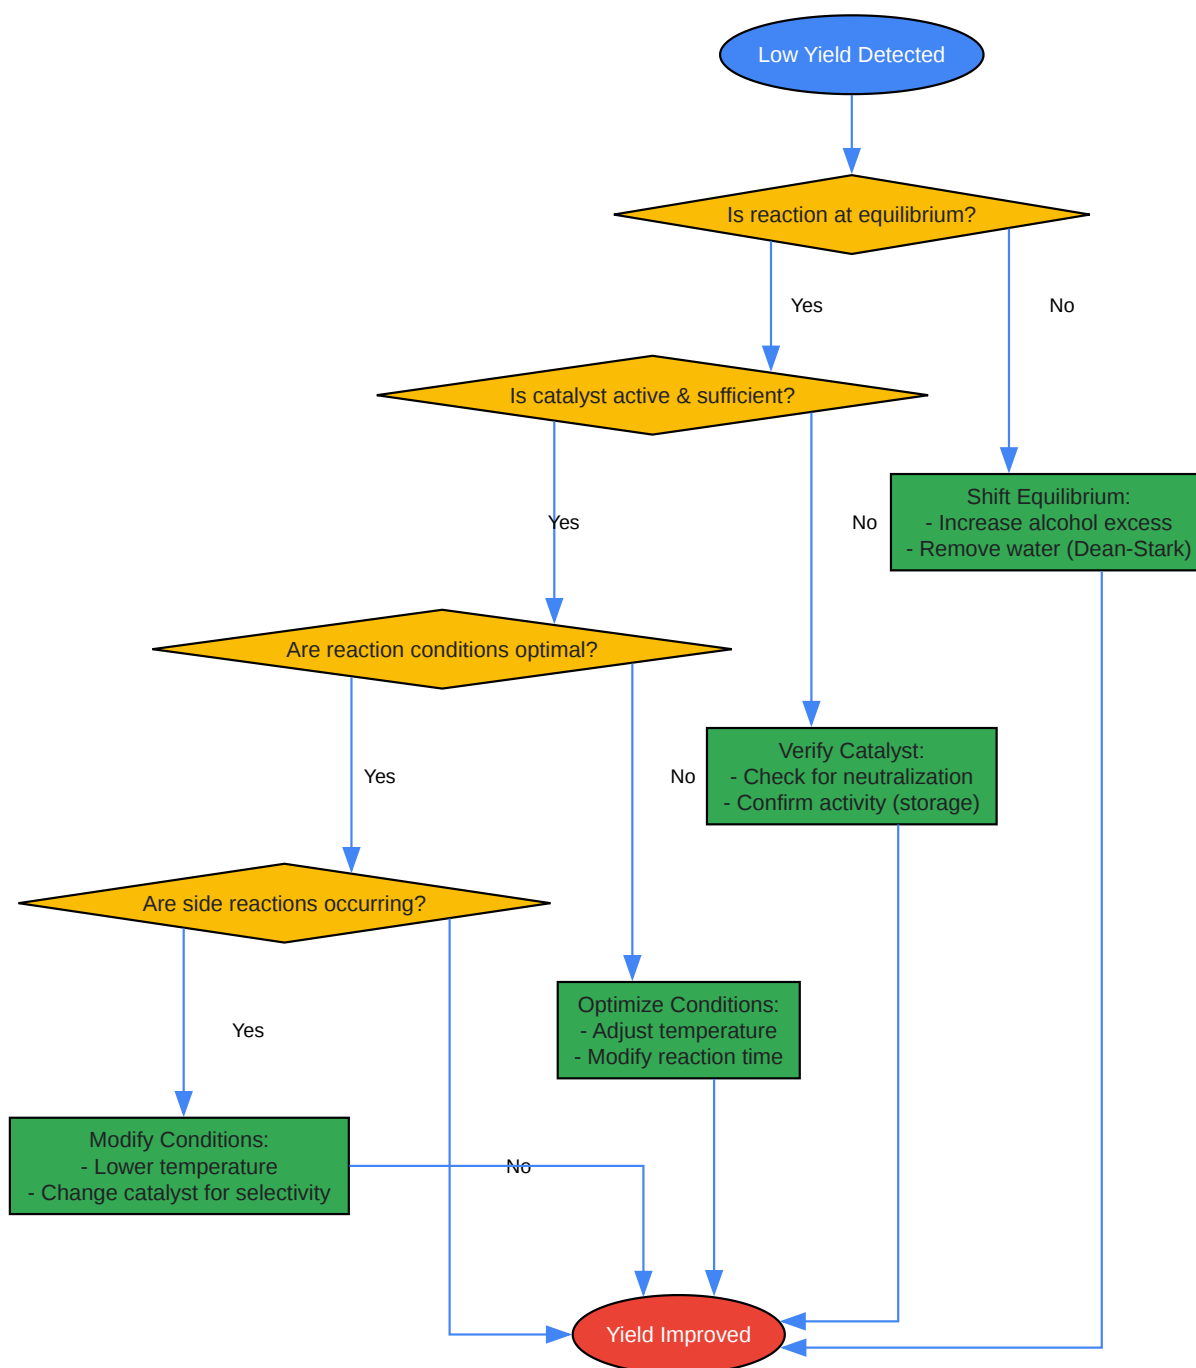 Low Yield Detected
Is reaction at equilibrium?
Yes
No
Is catalyst active & sufficient?
Shift Equilibrium:
- Increase alcohol excess
- Remove water (Dean-Stark)
Yes
No
Are reaction conditions optimal?
Verify Catalyst:
- Check for neutralization
- Confirm activity (storage)
Yes
No
Are side reactions occurring?
Optimize Conditions:
- Adjust temperature
- Modify reaction time
Yes
Modify Conditions:
- Lower temperature
- Change catalyst for selectivity
No
Yield Improved